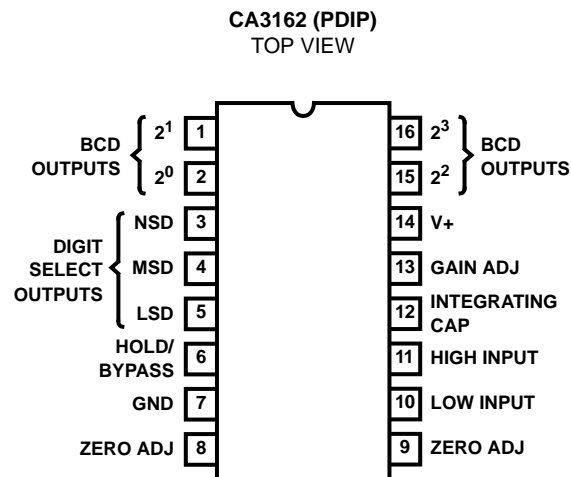 CA3162 (PDIP)
TOP VIEW
BCD
OUTPUTS
2¹ 1
2⁰ 2
DIGIT
SELECT
OUTPUTS
NSD 3
MSD 4
LSD 5
HOLD/
BYPASS 6
GND 7
ZERO ADJ 8
16 2³
15 2²
BCD
OUTPUTS
14 V+
13 GAIN ADJ
12 INTEGRATING
CAP
11 HIGH INPUT
10 LOW INPUT
9 ZERO ADJ